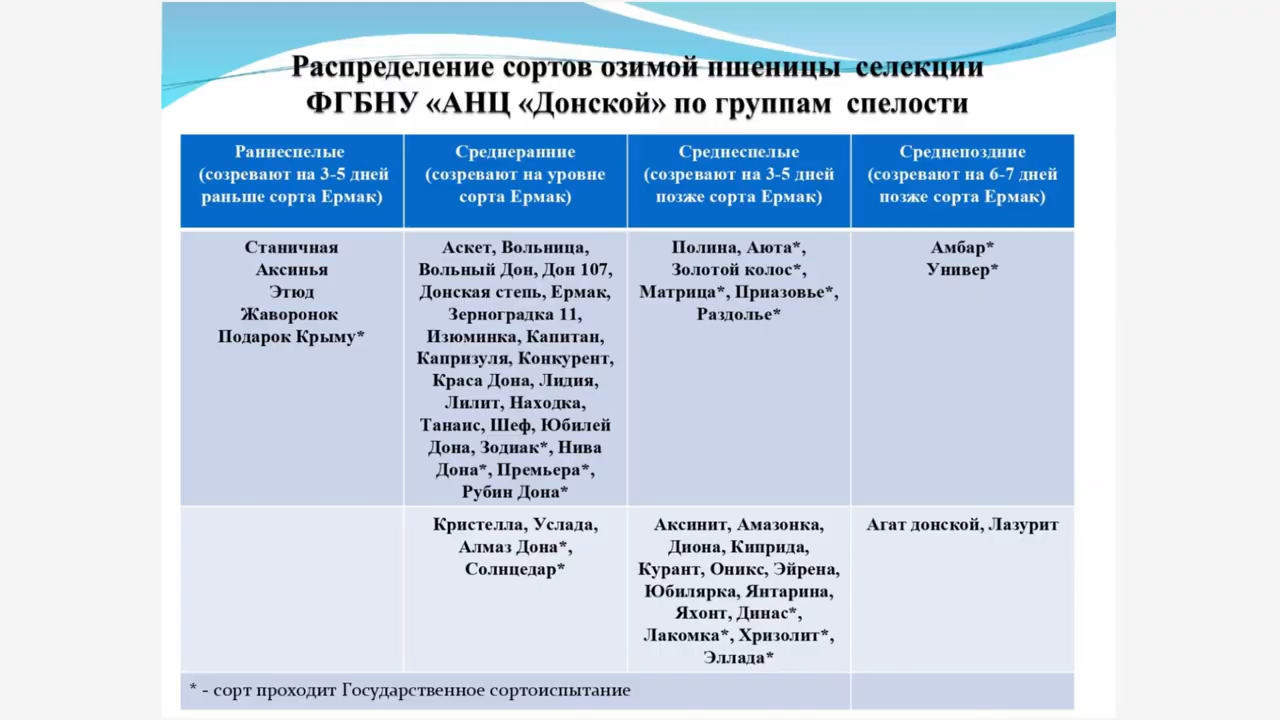 Распределение сортов озимой пшеницы селекции
ФГБНУ «АНЦ «Донской» по группам спелости
Раннеспелые
(созревают на 3-5 дней
раньше сорта Ермак)
Среднеранние
(созревают на уровне
сорта Ермак)
Среднеспелые
(созревают на 3-5 дней
позже сорта Ермак)
Среднепоздние
(созревают на 6-7 дней
позже сорта Ермак)
Станичная
Аксинья
Этюд
Жаворонок
Подарок Крыму*
Аскет, Вольница,
Вольный Дон, Дон 107,
Донская степь, Ермак,
Зерноградка 11,
Изюминка, Капитан,
Капризуля, Конкурент,
Краса Дона, Лидия,
Лилит, Находка,
Танаис, Шеф, Юбилей
Дона, Зодиак*, Нива
Дона*, Премьера*,
Рубин Дона*
Полина, Аюта*,
Золотой колос*,
Матрица*, Приазовье*,
Раздолье*
Амбар*
Универ*
Кристелла, Услада,
Алмаз Дона*,
Солнцедар*
Аксинит, Амазонка,
Диона, Киприда,
Курант, Оникс, Эйрена,
Юбилярка, Янтарина,
Яхонт, Динас*,
Лакомка*, Хризолит*,
Эллада*
Агат донской, Лазурит
* - сорт проходит Государственное сортоиспытание